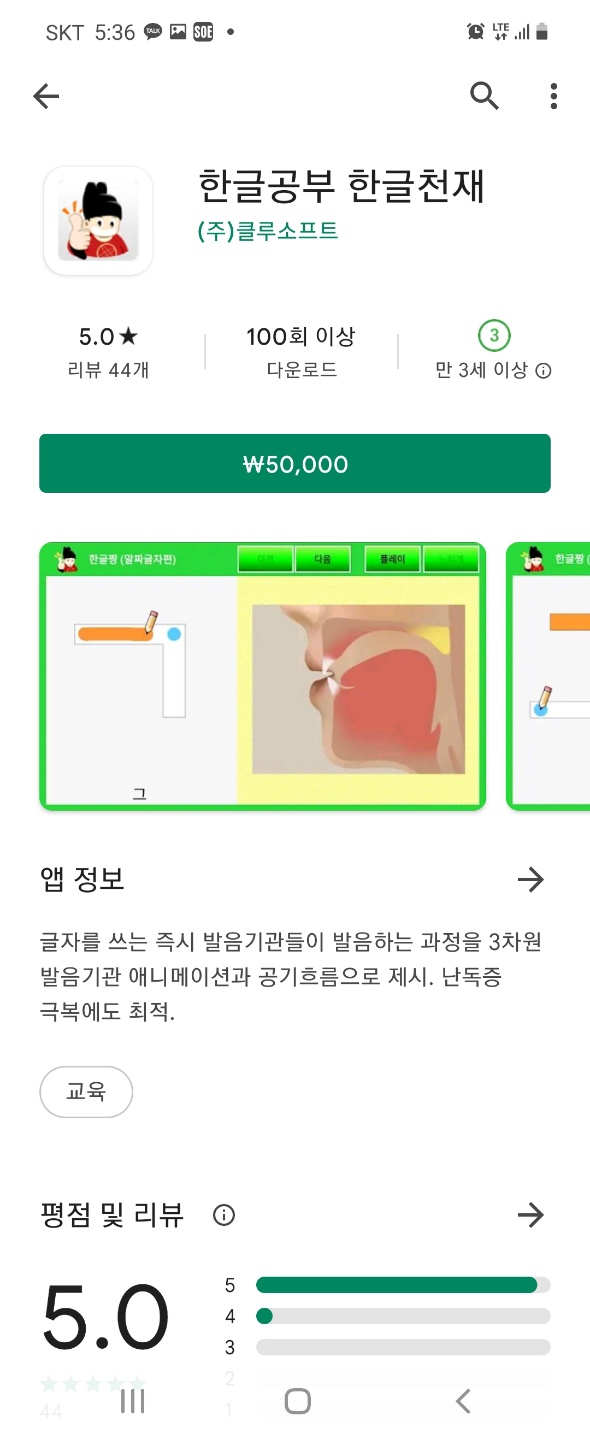 SKT 5:36 TALK SOE LTE
한글공부 한글천재
(주)클루소프트
5.0★ 100회 이상 3
리뷰 44개 다운로드 만 3세 이상
₩50,000
한글짱 (알짜글자편) 다음 플레이 한글짱 (
그
앱 정보
글자를 쓰는 즉시 발음기관들이 발음하는 과정을 3차원
발음기관 애니메이션과 공기흐름으로 제시. 난독증
극복에도 최적.
교육
평점 및 리뷰
5.0
5
4
3
2
1
44